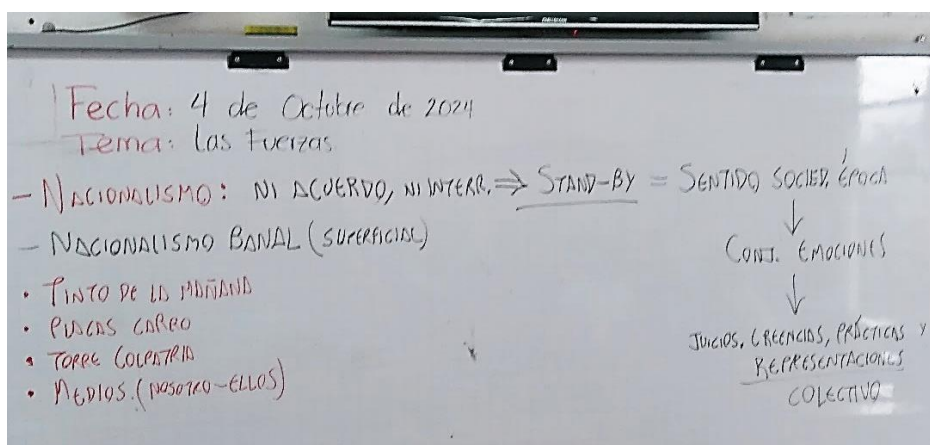 Fecha: 4 de Octubre de 2024
Tema: Las Fuerzas
- NACIONALISMO: NI ACUERDO, NI INTERR. ⇒ STAND-BY = SENTIDO SOCIED, ÉPOCA
↓
- NACIONALISMO BANAL (SUPERFICIAL)
CONJ. EMOCIONES
↓
• TINTO DE LA MAÑANA
• PLACAS CARRO
• TORRE COLPATRIA
• MEDIOS. (NOSOTRO-ELLOS)
JUICIOS, CREENCIAS, PRÁCTICAS Y
REPRESENTACIONES
COLECTIVO